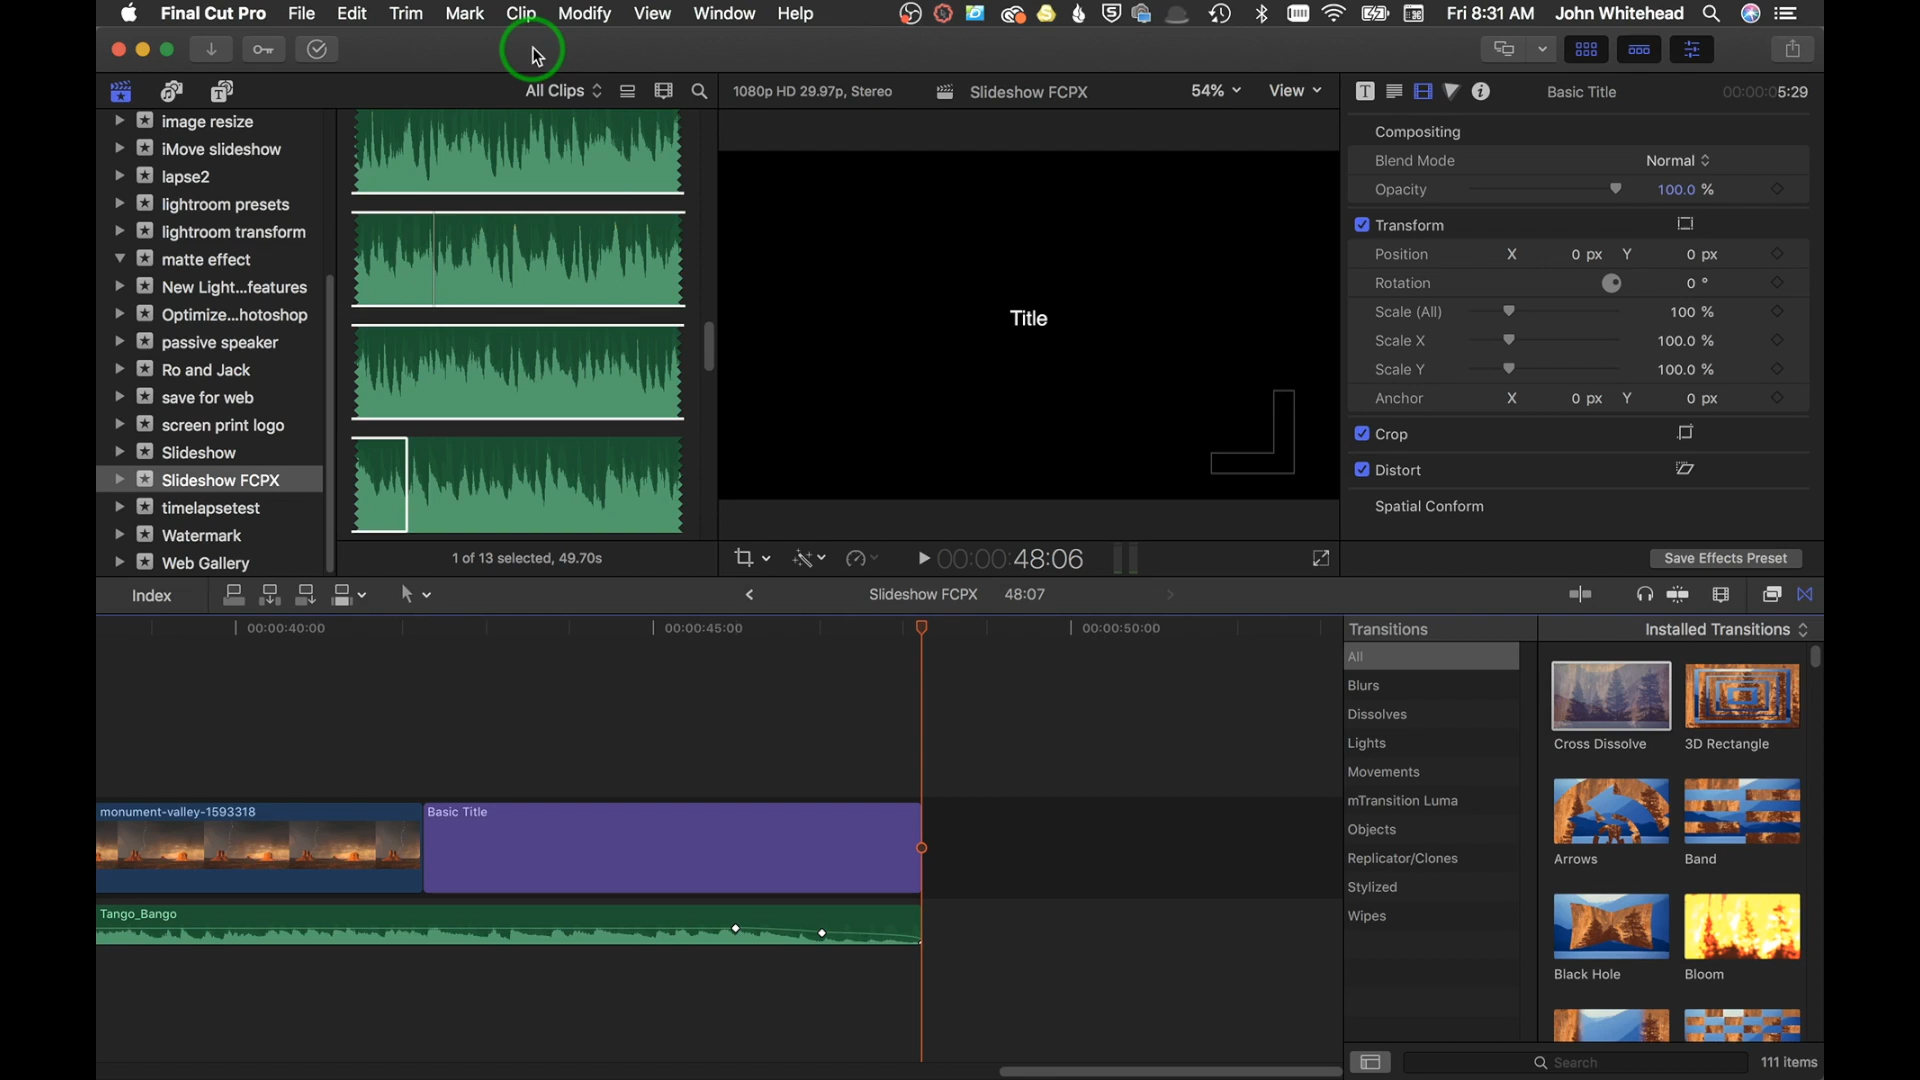 Final Cut Pro File Edit Trim Mark Clip Modify View Window Help Fri 8:31 AM John Whitehead
All Clips 1080p HD 29.97p, Stereo Slideshow FCPX 54% View Basic Title 00:00:05:29
image resize
iMove slideshow
lapse2
lightroom presets
lightroom transform
matte effect
New Light...features
Optimize...hotoshop
passive speaker
Ro and Jack
save for web
screen print logo
Slideshow
Slideshow FCPX
timelapsetest
Watermark
Web Gallery
1 of 13 selected, 49.70s
Title
00:00:48:06
Compositing
Blend Mode Normal
Opacity 100.0 %
Transform
Position X 0 px Y 0 px
Rotation 0 °
Scale (All) 100 %
Scale X 100.0 %
Scale Y 100.0 %
Anchor X 0 px Y 0 px
Crop
Distort
Spatial Conform
Save Effects Preset
Index Slideshow FCPX 48:07
00:00:40:00 00:00:45:00 00:00:50:00
monument-valley-1593318 Basic Title
Tango_Bango
Transitions Installed Transitions
All
Blurs
Dissolves
Lights
Movements
mTransition Luma
Objects
Replicator/Clones
Stylized
Wipes
Cross Dissolve 3D Rectangle
Arrows Band
Black Hole Bloom
Search 111 items